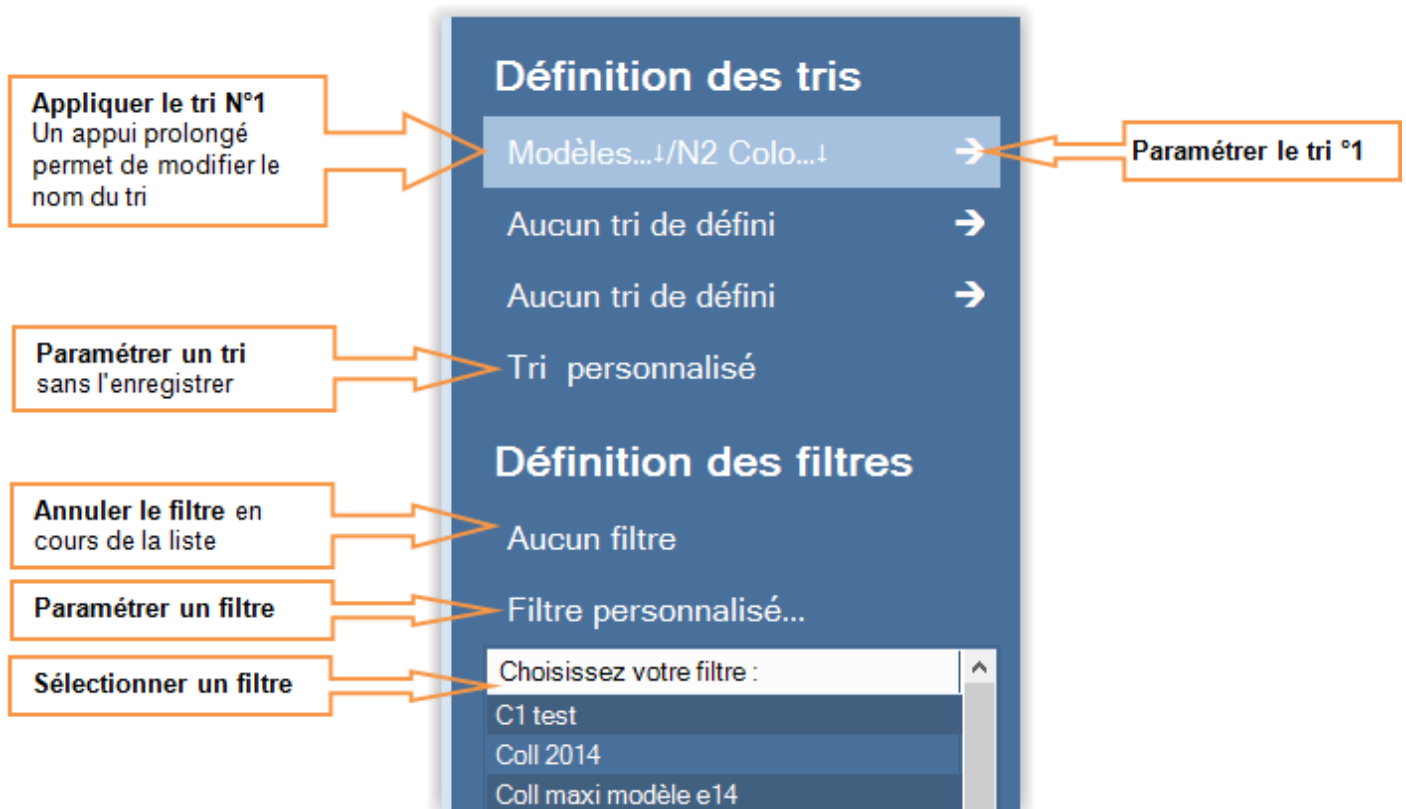 Définition des tris
Appliquer le tri N°1
Un appui prolongé
permet de modifier le
nom du tri
Modèles...↓/N2 Colo...↓
Paramétrer le tri °1
Aucun tri de défini
Aucun tri de défini
Paramétrer un tri
sans l'enregistrer
Tri personnalisé
Définition des filtres
Annuler le filtre en
cours de la liste
Aucun filtre
Paramétrer un filtre
Filtre personnalisé...
Sélectionner un filtre
Choisissez votre filtre :
C1 test
Coll 2014
Coll maxi modèle e14